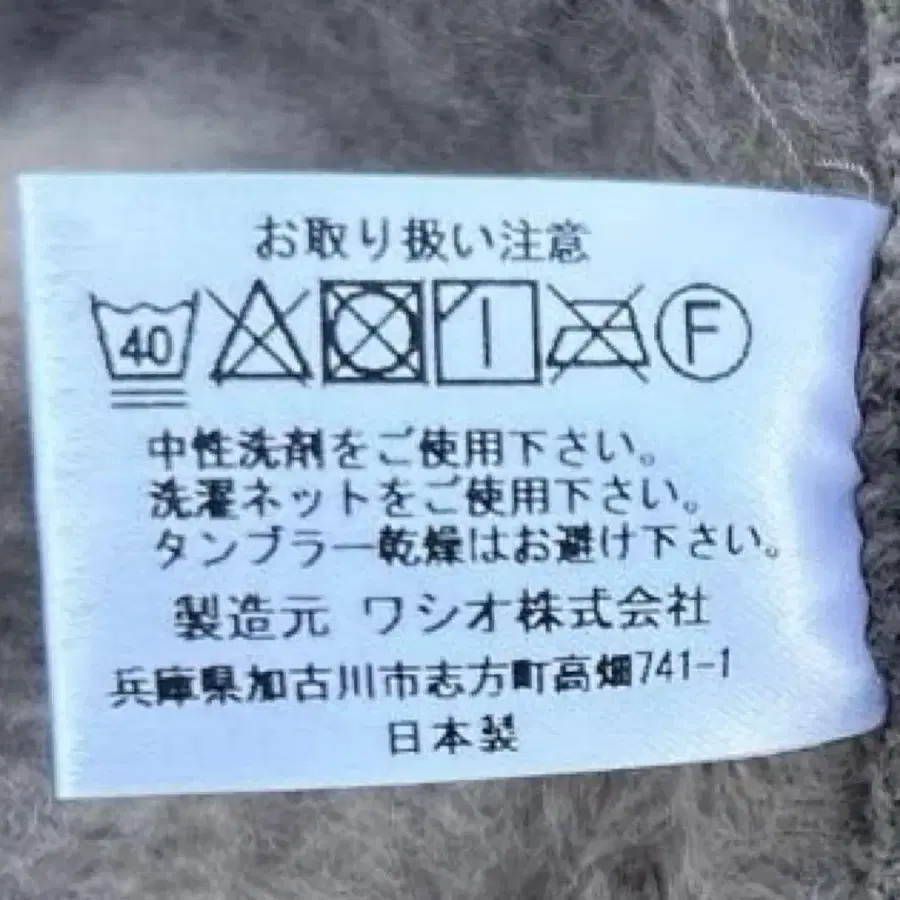 お取り扱い注意
40 F
中性洗剤をご使用下さい。
洗濯ネットをご使用下さい。
タンブラー乾燥はお避け下さい。
製造元 ワシオ株式会社
兵庫県加古川市志方町高畑741-1
日本製